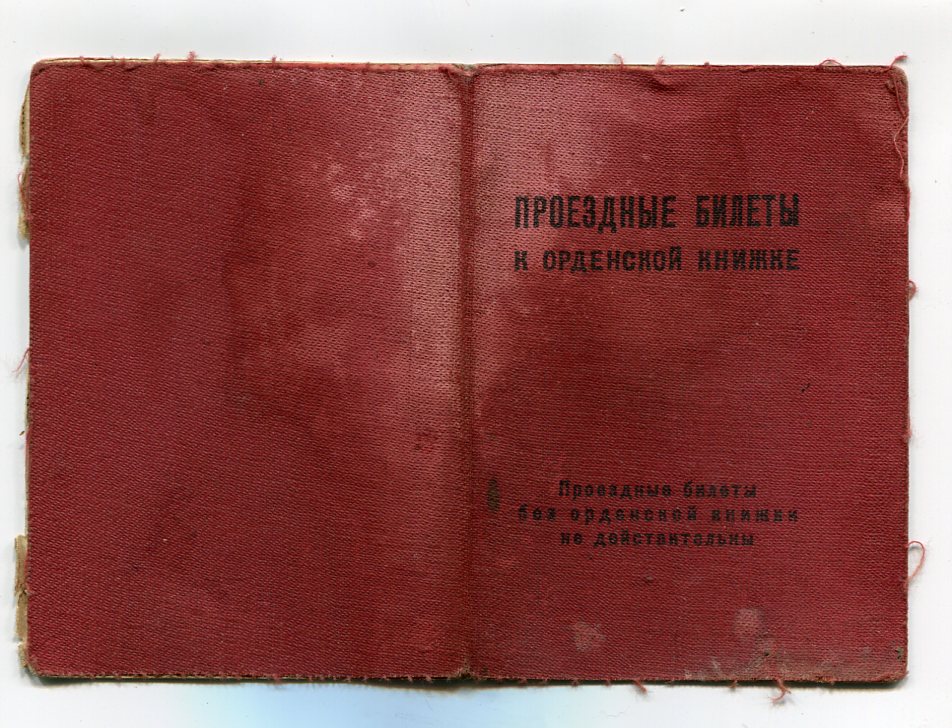 ПРОЕЗДНЫЕ БИЛЕТЫ
К ОРДЕНСКОЙ КНИЖКЕ
Проездные билеты
без орденской книжки
не действительны